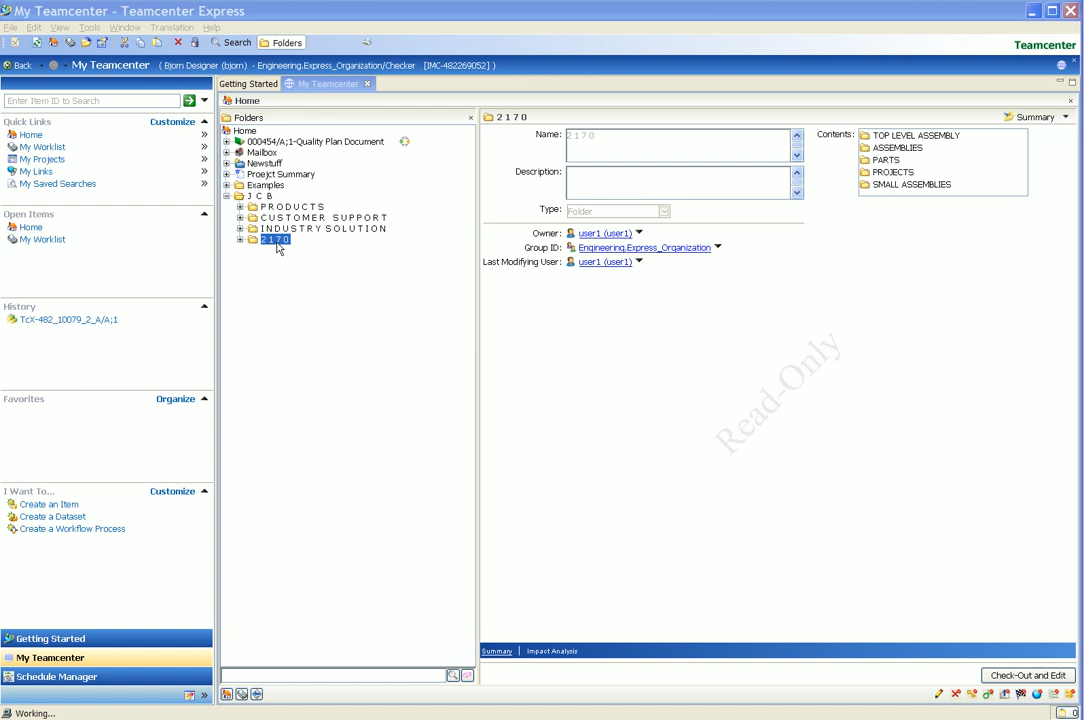 My Teamcenter - Teamcenter Express
File Edit View Tools Window Translation Help
Search Folders
Teamcenter
Back My Teamcenter ( Bjorn Designer (bjorn) - Engineering.Express_Organization/Checker [IMC-482269052] )
Getting Started My Teamcenter
Enter Item ID to Search
Home
Quick Links Customize
Home
My Worklist
My Projects
My Links
My Saved Searches
Open Items
Home
My Worklist
History
TcX-482_10079_2_A/A;1
Favorites Organize
I Want To... Customize
Create an Item
Create a Dataset
Create a Workflow Process
Getting Started
My Teamcenter
Schedule Manager
Folders
Home
000454/A;1-Quality Plan Document
Mailbox
Newstuff
Proejct Summary
Examples
J C B
P R O D U C T S
C U S T O M E R S U P P O R T
I N D U S T R Y S O L U T I O N
2 1 7 0
2 1 7 0 Summary
Name: 2 1 7 0
Description:
Type: Folder
Owner: user1 (user1)
Group ID: Engineering.Express_Organization
Last Modifying User: user1 (user1)
Contents: TOP LEVEL ASSEMBLY
ASSEMBLIES
PARTS
PROJECTS
SMALL ASSEMBLIES
Read-Only
Summary Impact Analysis
Check-Out and Edit
Working...
0